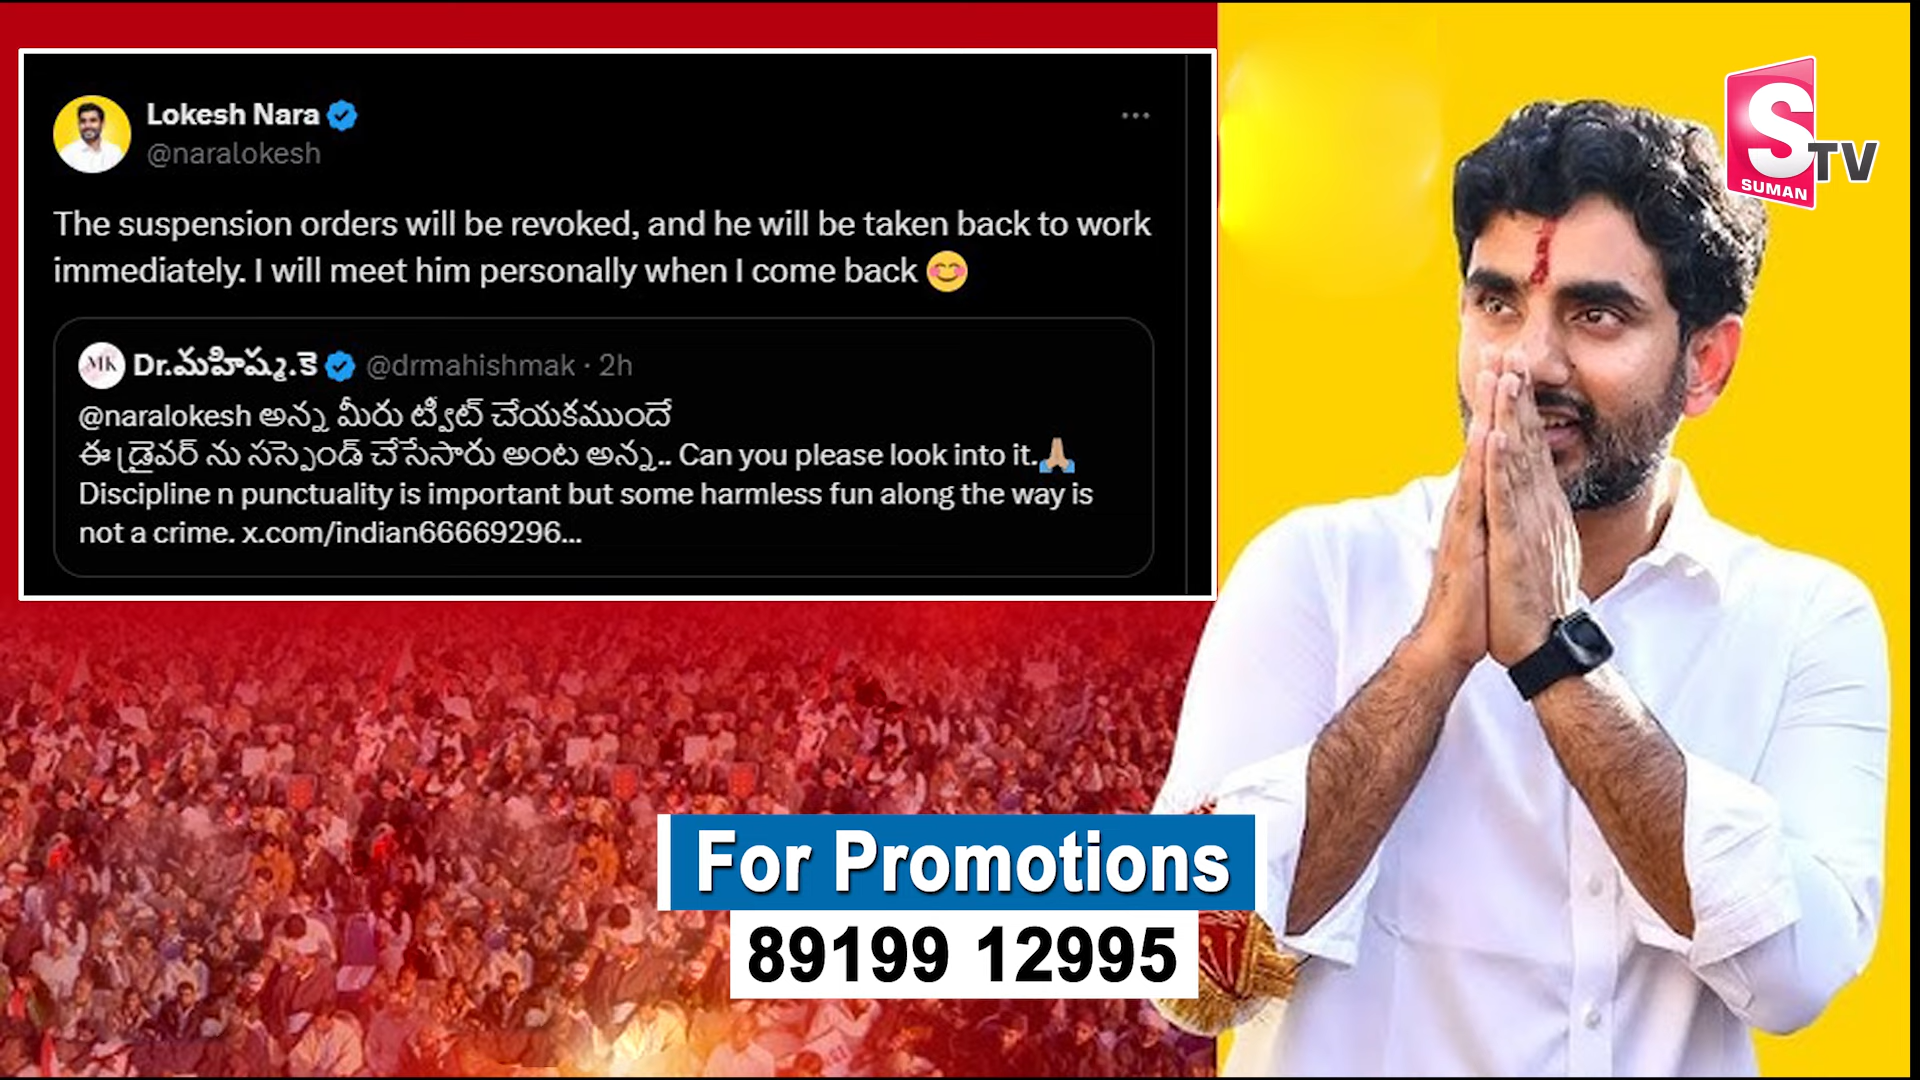 Lokesh Nara
@naralokesh
The suspension orders will be revoked, and he will be taken back to work
immediately. I will meet him personally when I come back 😊
MK
Dr.మహిష్మ.కె @drmahishmak · 2h
@naralokesh అన్న మీరు ట్వీట్ చేయకముందే
ఈ డ్రైవర్ ను సస్పెండ్ చేసేసారు అంట అన్న.. Can you please look into it.🙏🏼
Discipline n punctuality is important but some harmless fun along the way is
not a crime. x.com/indian66669296...
S
TV
SUMAN
For Promotions
89199 12995